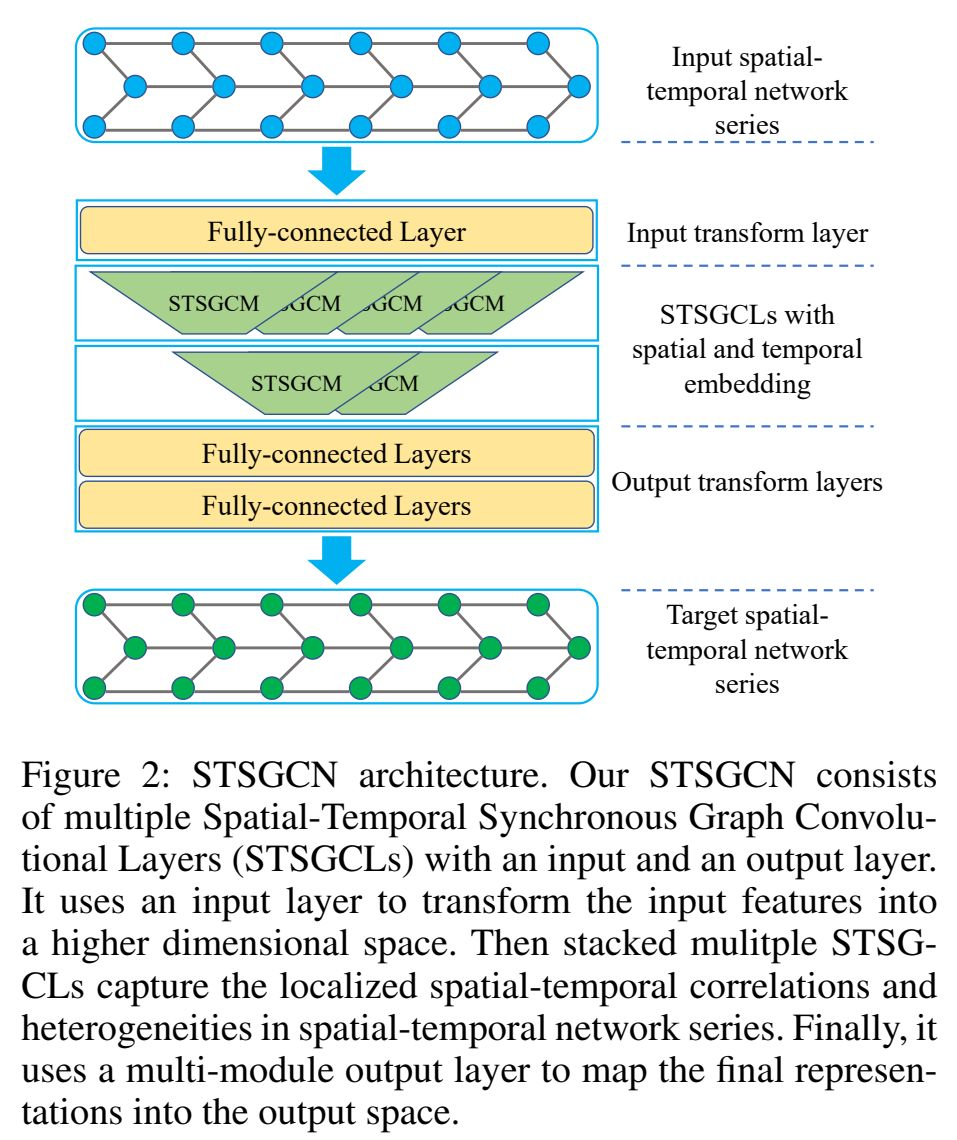 Input spatial-
temporal network
series
Fully-connected Layer
Input transform layer
STSGCM
SGCM
SGCM
SGCM
STSGCLs with
spatial and temporal
embedding
STSGCM
GCM
Fully-connected Layers
Fully-connected Layers
Output transform layers
Target spatial-
temporal network
series
Figure 2: STSGCN architecture. Our STSGCN consists
of multiple Spatial-Temporal Synchronous Graph Convolu-
tional Layers (STSGCLs) with an input and an output layer.
It uses an input layer to transform the input features into
a higher dimensional space. Then stacked mulitple STSG-
CLs capture the localized spatial-temporal correlations and
heterogeneities in spatial-temporal network series. Finally, it
uses a multi-module output layer to map the final represen-
tations into the output space.